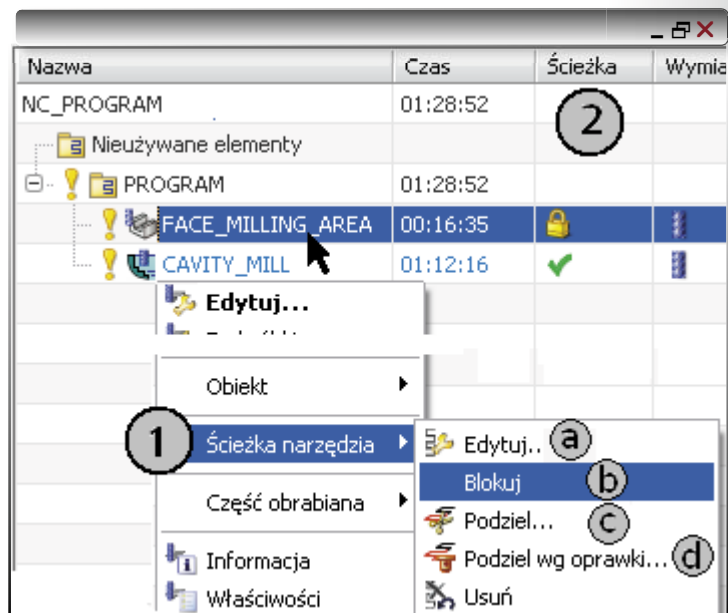 Nazwa Czas Ścieżka Wymia
NC_PROGRAM 01:28:52 2
Nieużywane elementy
PROGRAM 01:28:52
FACE_MILLING_AREA 00:16:35
CAVITY_MILL 01:12:16
Edytuj...
Obiekt
1 Ścieżka narzędzia Edytuj.. a
Blokuj b
Część obrabiana Podziel... c
Informacja Podziel wg oprawki... d
Właściwości Usuń